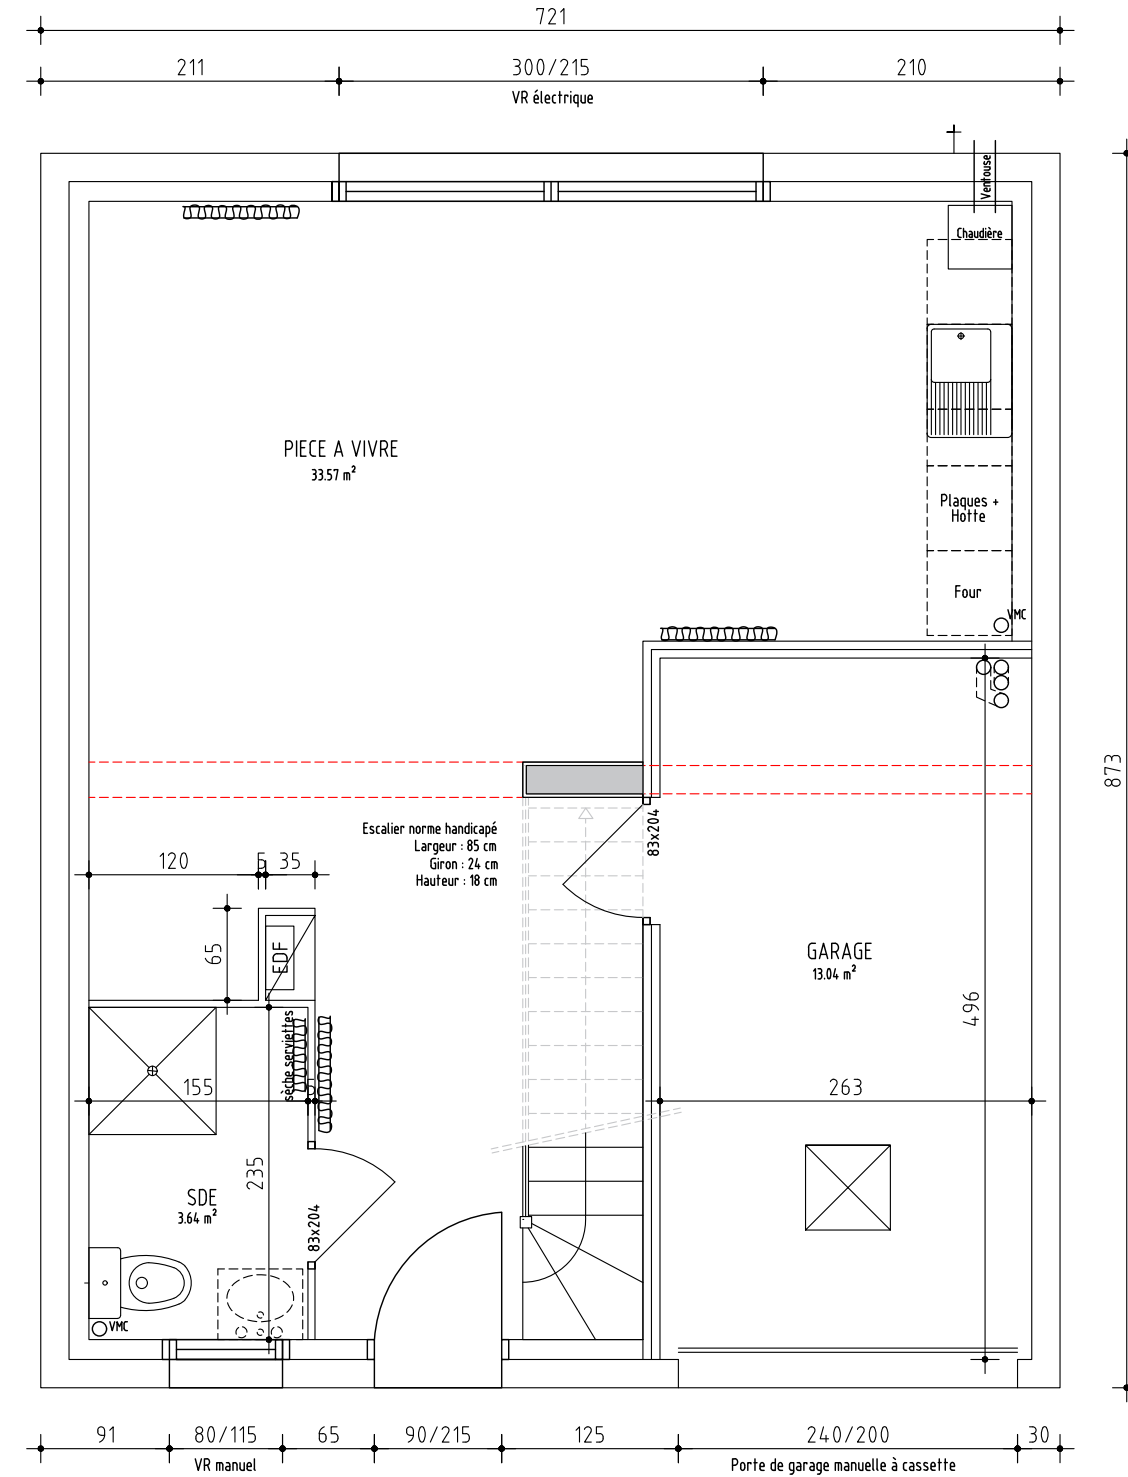 721
211
300/215
210
VR électrique
Ventouse
Chaudière
PIECE A VIVRE
33.57 m²
Plaques +
Hotte
Four
VMC
873
Escalier norme handicapé
Largeur : 85 cm
Giron : 24 cm
Hauteur : 18 cm
83x204
120
5
35
65
EDF
GARAGE
13.04 m²
496
sèche serviettes
155
5
263
235
SDE
3.64 m²
83x204
VMC
91
80/115
65
90/215
125
240/200
30
VR manuel
Porte de garage manuelle à cassette